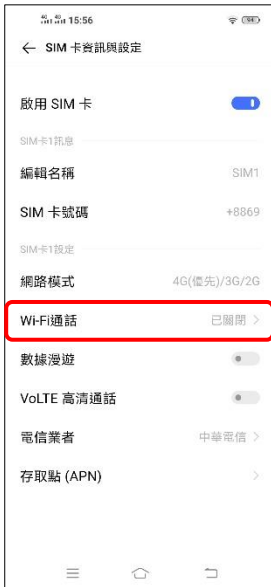 4G 4G 15:56
← SIM 卡資訊與設定
啟用 SIM 卡
SIM卡1訊息
編輯名稱 SIM1
SIM 卡號碼 +8869
SIM卡1設定
網路模式 4G(優先)/3G/2G
Wi-Fi通話 已關閉 >
數據漫遊
VoLTE 高清通話
電信業者 中華電信 >
存取點 (APN) >